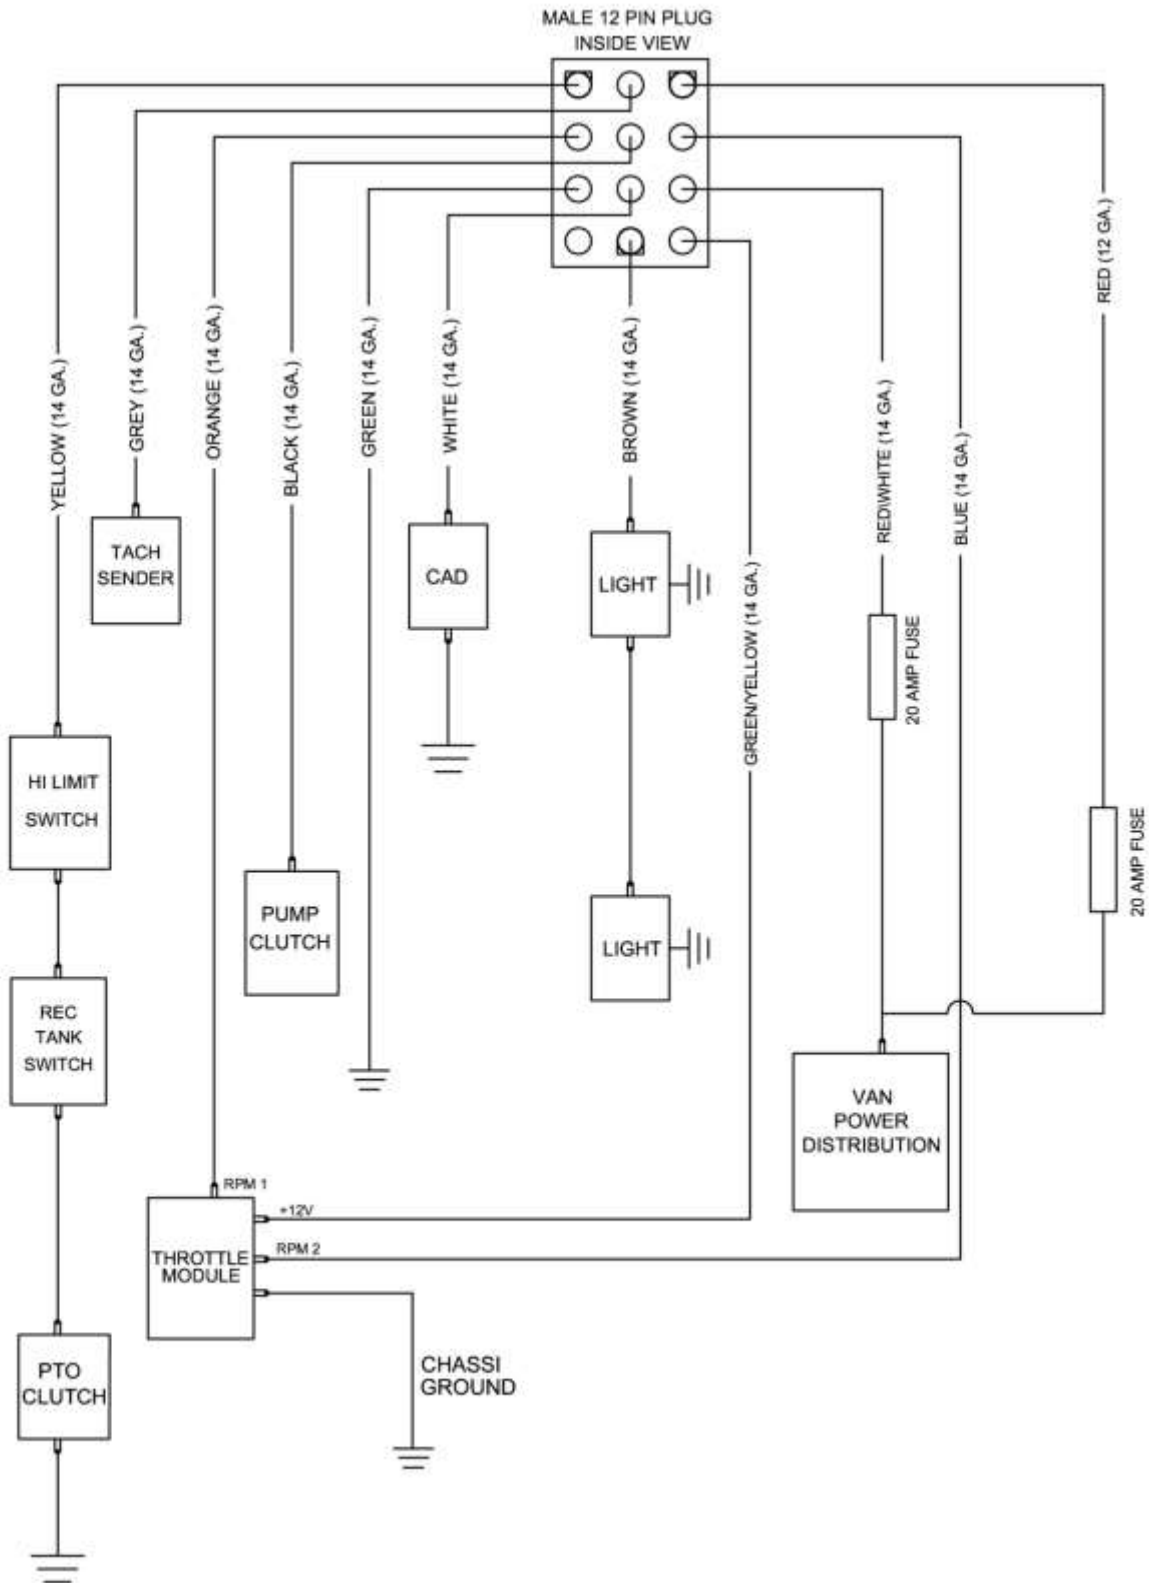 MALE 12 PIN PLUG
INSIDE VIEW
YELLOW (14 GA.)
GREY (14 GA.)
ORANGE (14 GA.)
BLACK (14 GA.)
GREEN (14 GA.)
WHITE (14 GA.)
BROWN (14 GA.)
GREEN/YELLOW (14 GA.)
RED\WHITE (14 GA.)
BLUE (14 GA.)
RED (12 GA.)
TACH
SENDER
CAD
LIGHT
20 AMP FUSE
HI LIMIT
SWITCH
20 AMP FUSE
PUMP
CLUTCH
LIGHT
REC
TANK
SWITCH
VAN
POWER
DISTRIBUTION
RPM 1
+12V
RPM 2
THROTTLE
MODULE
PTO
CLUTCH
CHASSI
GROUND